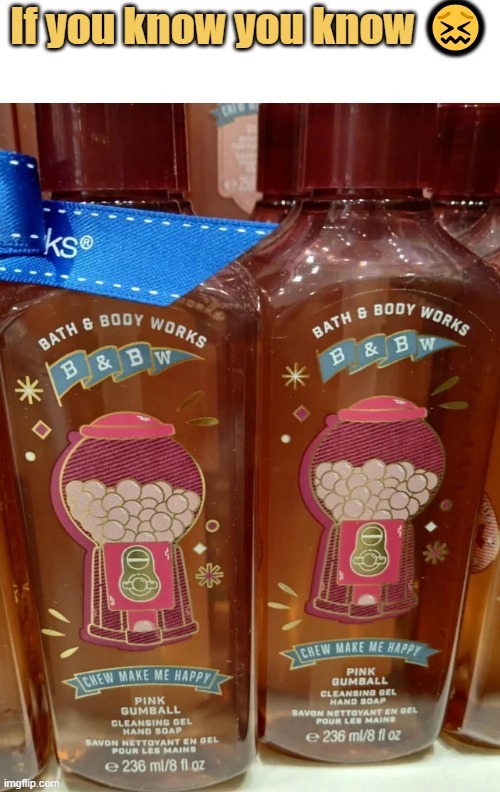 If you know you know 😖
ks®
BATH & BODY WORKS
B & B W
CHEW MAKE ME HAPPY
PINK
GUMBALL
CLEANSING GEL
HAND SOAP
SAVON NETTOYANT EN GEL
POUR LES MAINS
℮ 236 ml/8 fl oz
BATH & BODY WORKS
B & B W
CHEW MAKE ME HAPPY
PINK
GUMBALL
CLEANSING GEL
HAND SOAP
SAVON NETTOYANT EN GEL
POUR LES MAINS
℮ 236 ml/8 fl oz
imgflip.com